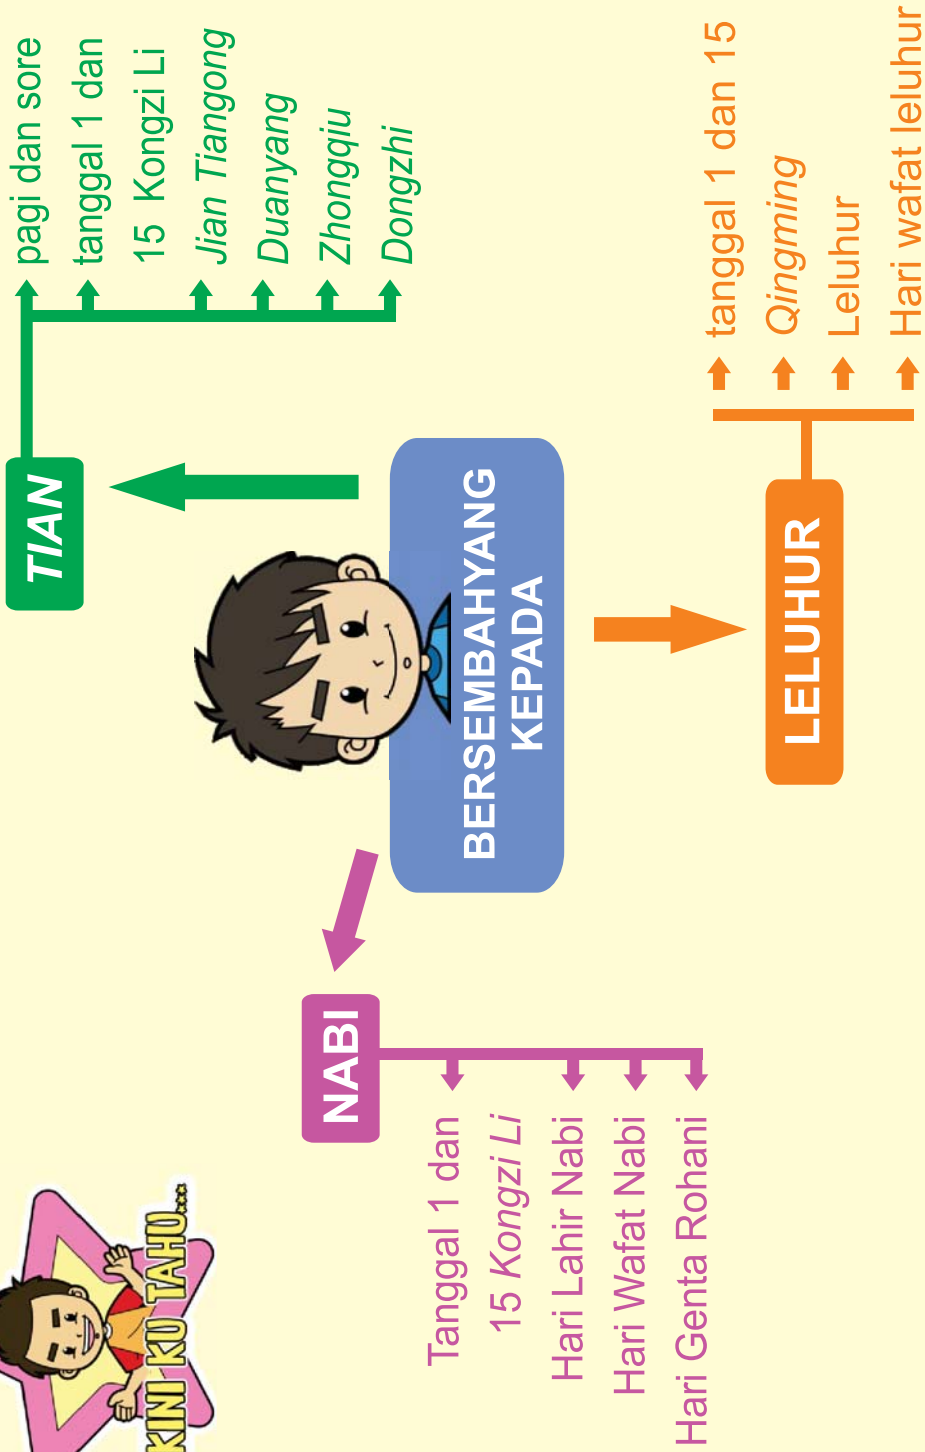 KINI KU TAHU...
BERSEMBAHYANG
KEPADA
NABI
Tanggal 1 dan
15 Kongzi Li
Hari Lahir Nabi
Hari Wafat Nabi
Hari Genta Rohani
TIAN
pagi dan sore
tanggal 1 dan
15 Kongzi Li
Jian Tiangong
Duanyang
Zhongqiu
Dongzhi
LELUHUR
tanggal 1 dan 15
Qingming
Leluhur
Hari wafat leluhur